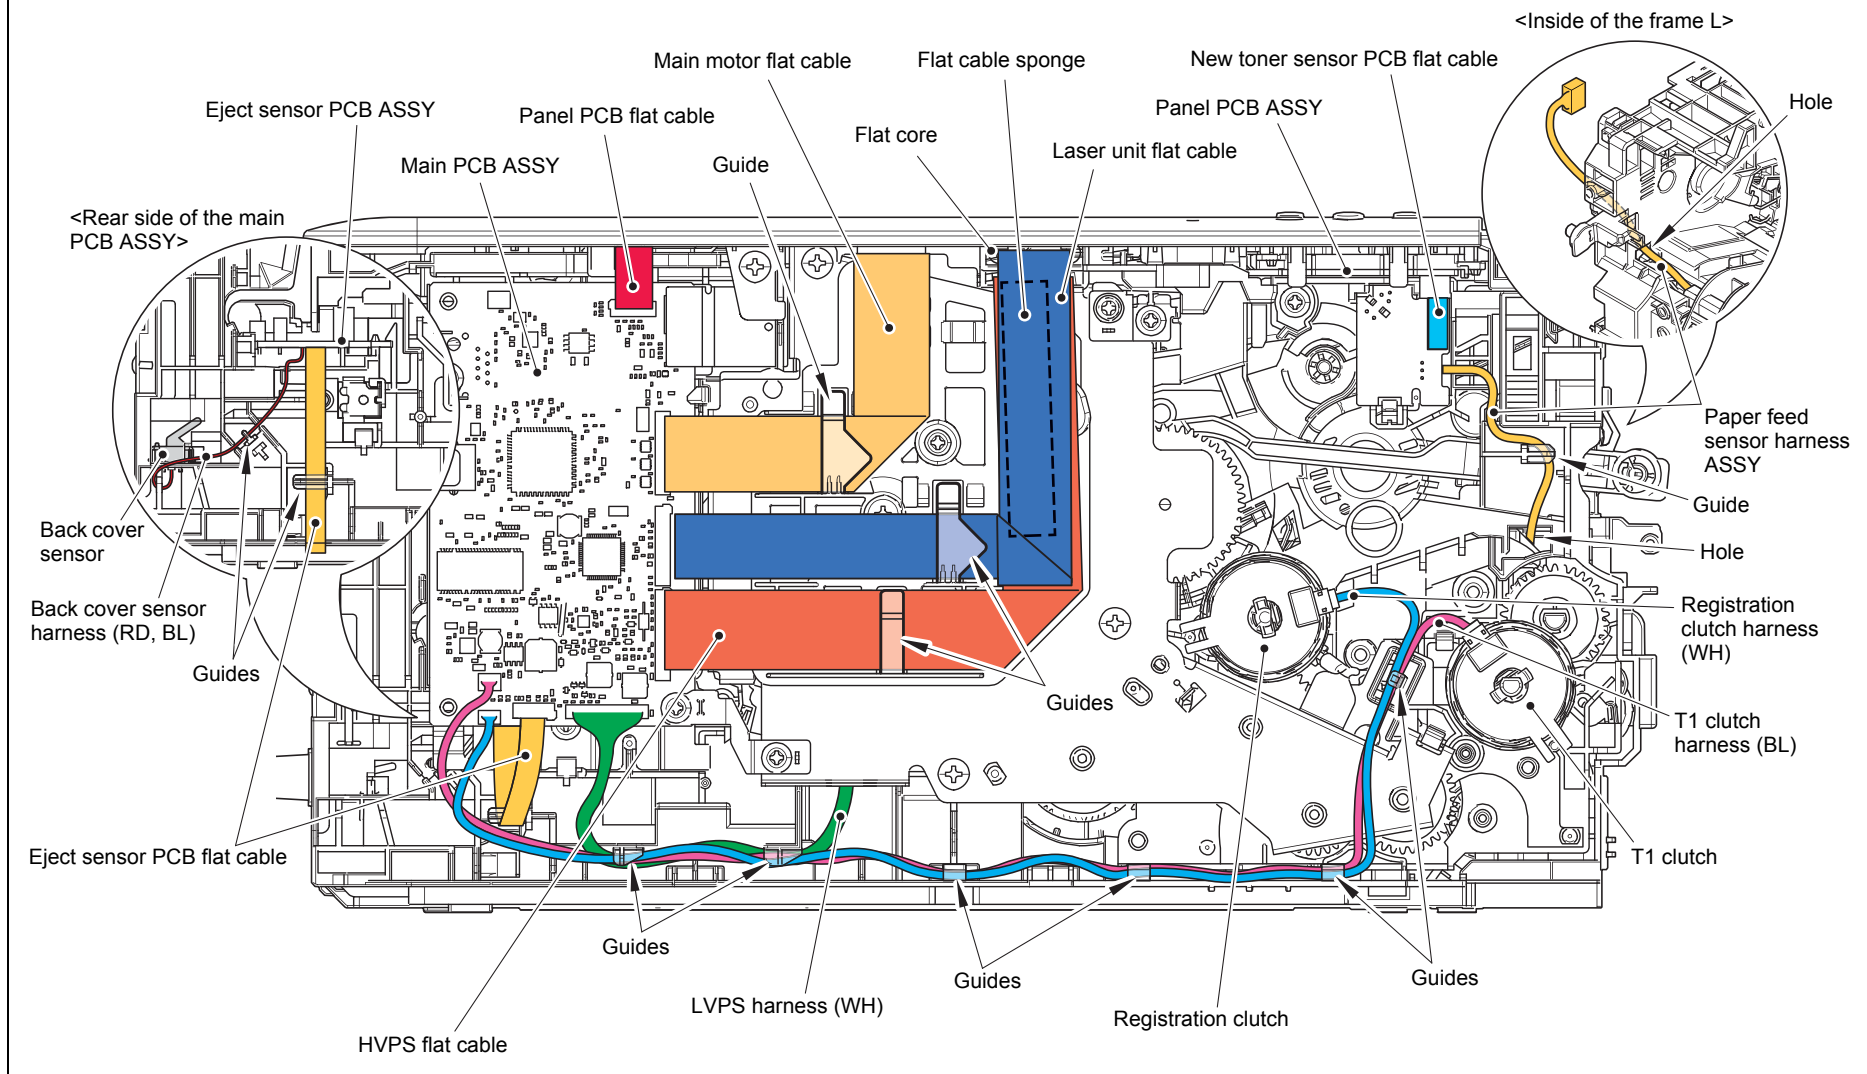 <Inside of the frame L>
Main motor flat cable
Flat cable sponge
New toner sensor PCB flat cable
Eject sensor PCB ASSY
Panel PCB flat cable
Panel PCB ASSY
Hole
Flat core
Main PCB ASSY
Guide
Laser unit flat cable
<Rear side of the main
PCB ASSY>
Paper feed
sensor harness
ASSY
Guide
Back cover
sensor
Hole
Back cover sensor
harness (RD, BL)
Registration
clutch harness
(WH)
Guides
Guides
T1 clutch
harness (BL)
Eject sensor PCB flat cable
T1 clutch
Guides
Guides
Guides
LVPS harness (WH)
Registration clutch
HVPS flat cable